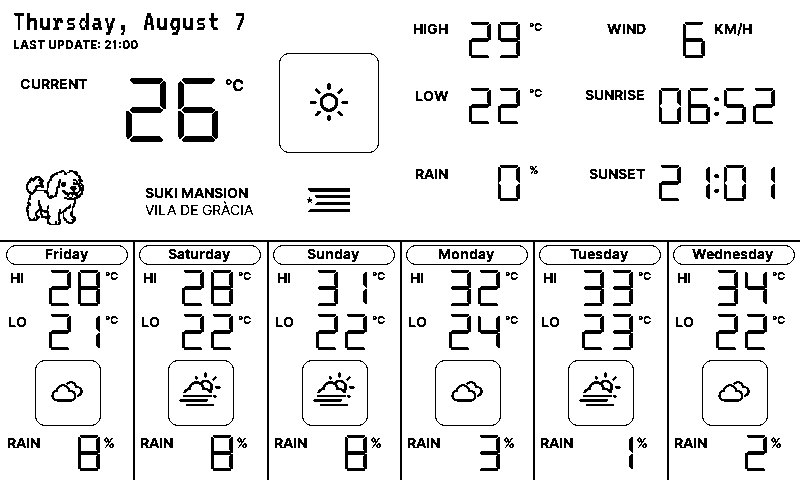 Thursday, August 7
LAST UPDATE: 21:00
CURRENT 26 °C
HIGH 29 °C
LOW 22 °C
RAIN 0 %
WIND 6 KM/H
SUNRISE 06:52
SUNSET 21:01
SUKI MANSION
VILA DE GRÀCIA
Friday
HI 28 °C
LO 21 °C
RAIN 8 %
Saturday
HI 28 °C
LO 22 °C
RAIN 8 %
Sunday
HI 31 °C
LO 22 °C
RAIN 8 %
Monday
HI 32 °C
LO 24 °C
RAIN 3 %
Tuesday
HI 33 °C
LO 23 °C
RAIN 1 %
Wednesday
HI 34 °C
LO 22 °C
RAIN 2 %